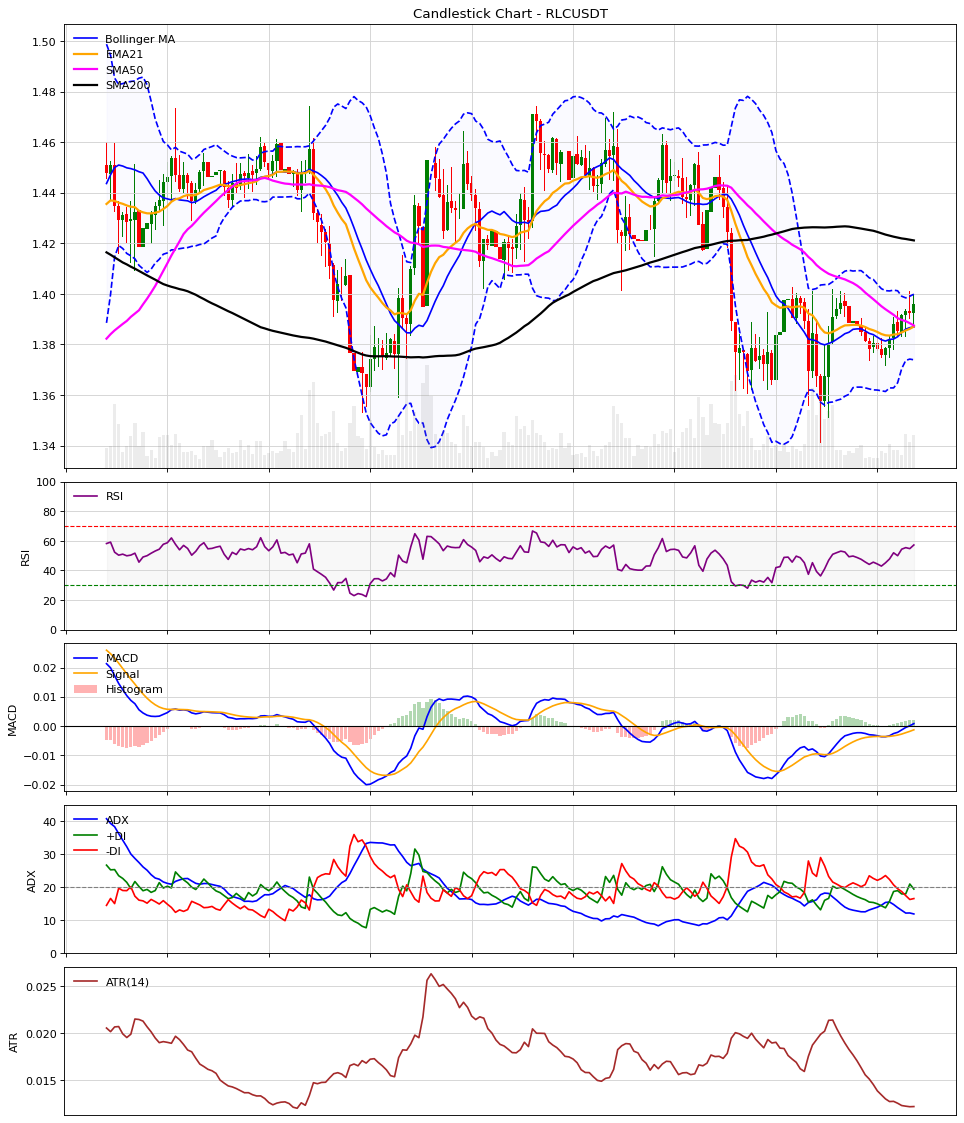 Candlestick Chart - RLCUSDT
Bollinger MA
EMA21
SMA50
SMA200
1.50
1.48
1.46
1.44
1.42
1.40
1.38
1.36
1.34
RSI
RSI
100
80
60
40
20
0
MACD
MACD
Signal
Histogram
0.02
0.01
0.00
−0.01
−0.02
ADX
ADX
+DI
-DI
40
30
20
10
0
ATR
ATR(14)
0.025
0.020
0.015